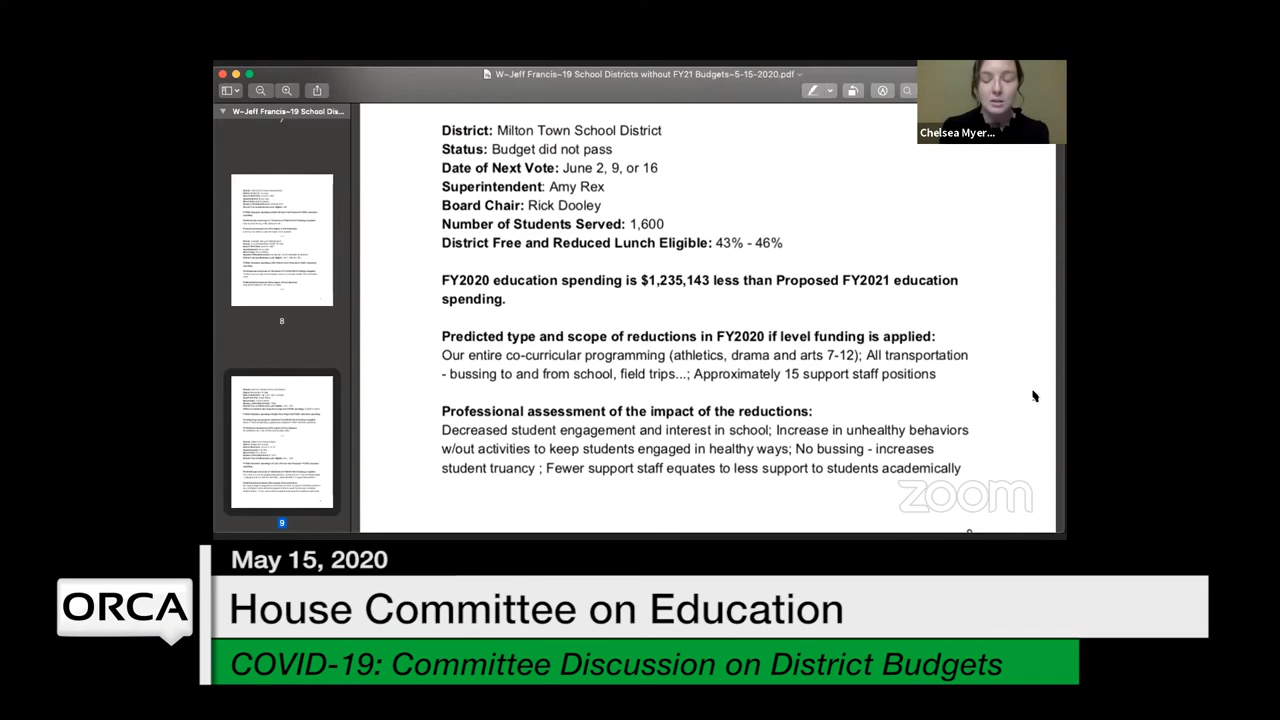 W~Jeff Francis~19 School Districts without FY21 Budgets~5-15-2020.pdf
W~Jeff Francis~19 School Dis...
Chelsea Myer...
District: Milton Town School District
Status: Budget did not pass
Date of Next Vote: June 2, 9, or 16
Superintendent: Amy Rex
Board Chair: Rick Dooley
Number of Students Served: 1,600
District Free and Reduced Lunch Eligible: 43% - 46%
FY2020 education spending is $1,235,143 less than Proposed FY2021 education
spending.
Predicted type and scope of reductions in FY2020 if level funding is applied:
Our entire co-curricular programming (athletics, drama and arts 7-12); All transportation
- bussing to and from school, field trips...; Approximately 15 support staff positions
Professional assessment of the impact of the reductions:
Decreased student engagement and interest in school; Increase in unhealthy behaviors
w/out activities to keep students engaged in healthy ways; No bussing - increases
student truancy ; Fewer support staff equates to less support to students academically
8
9
zoom
May 15, 2020
ORCA
House Committee on Education
COVID-19: Committee Discussion on District Budgets